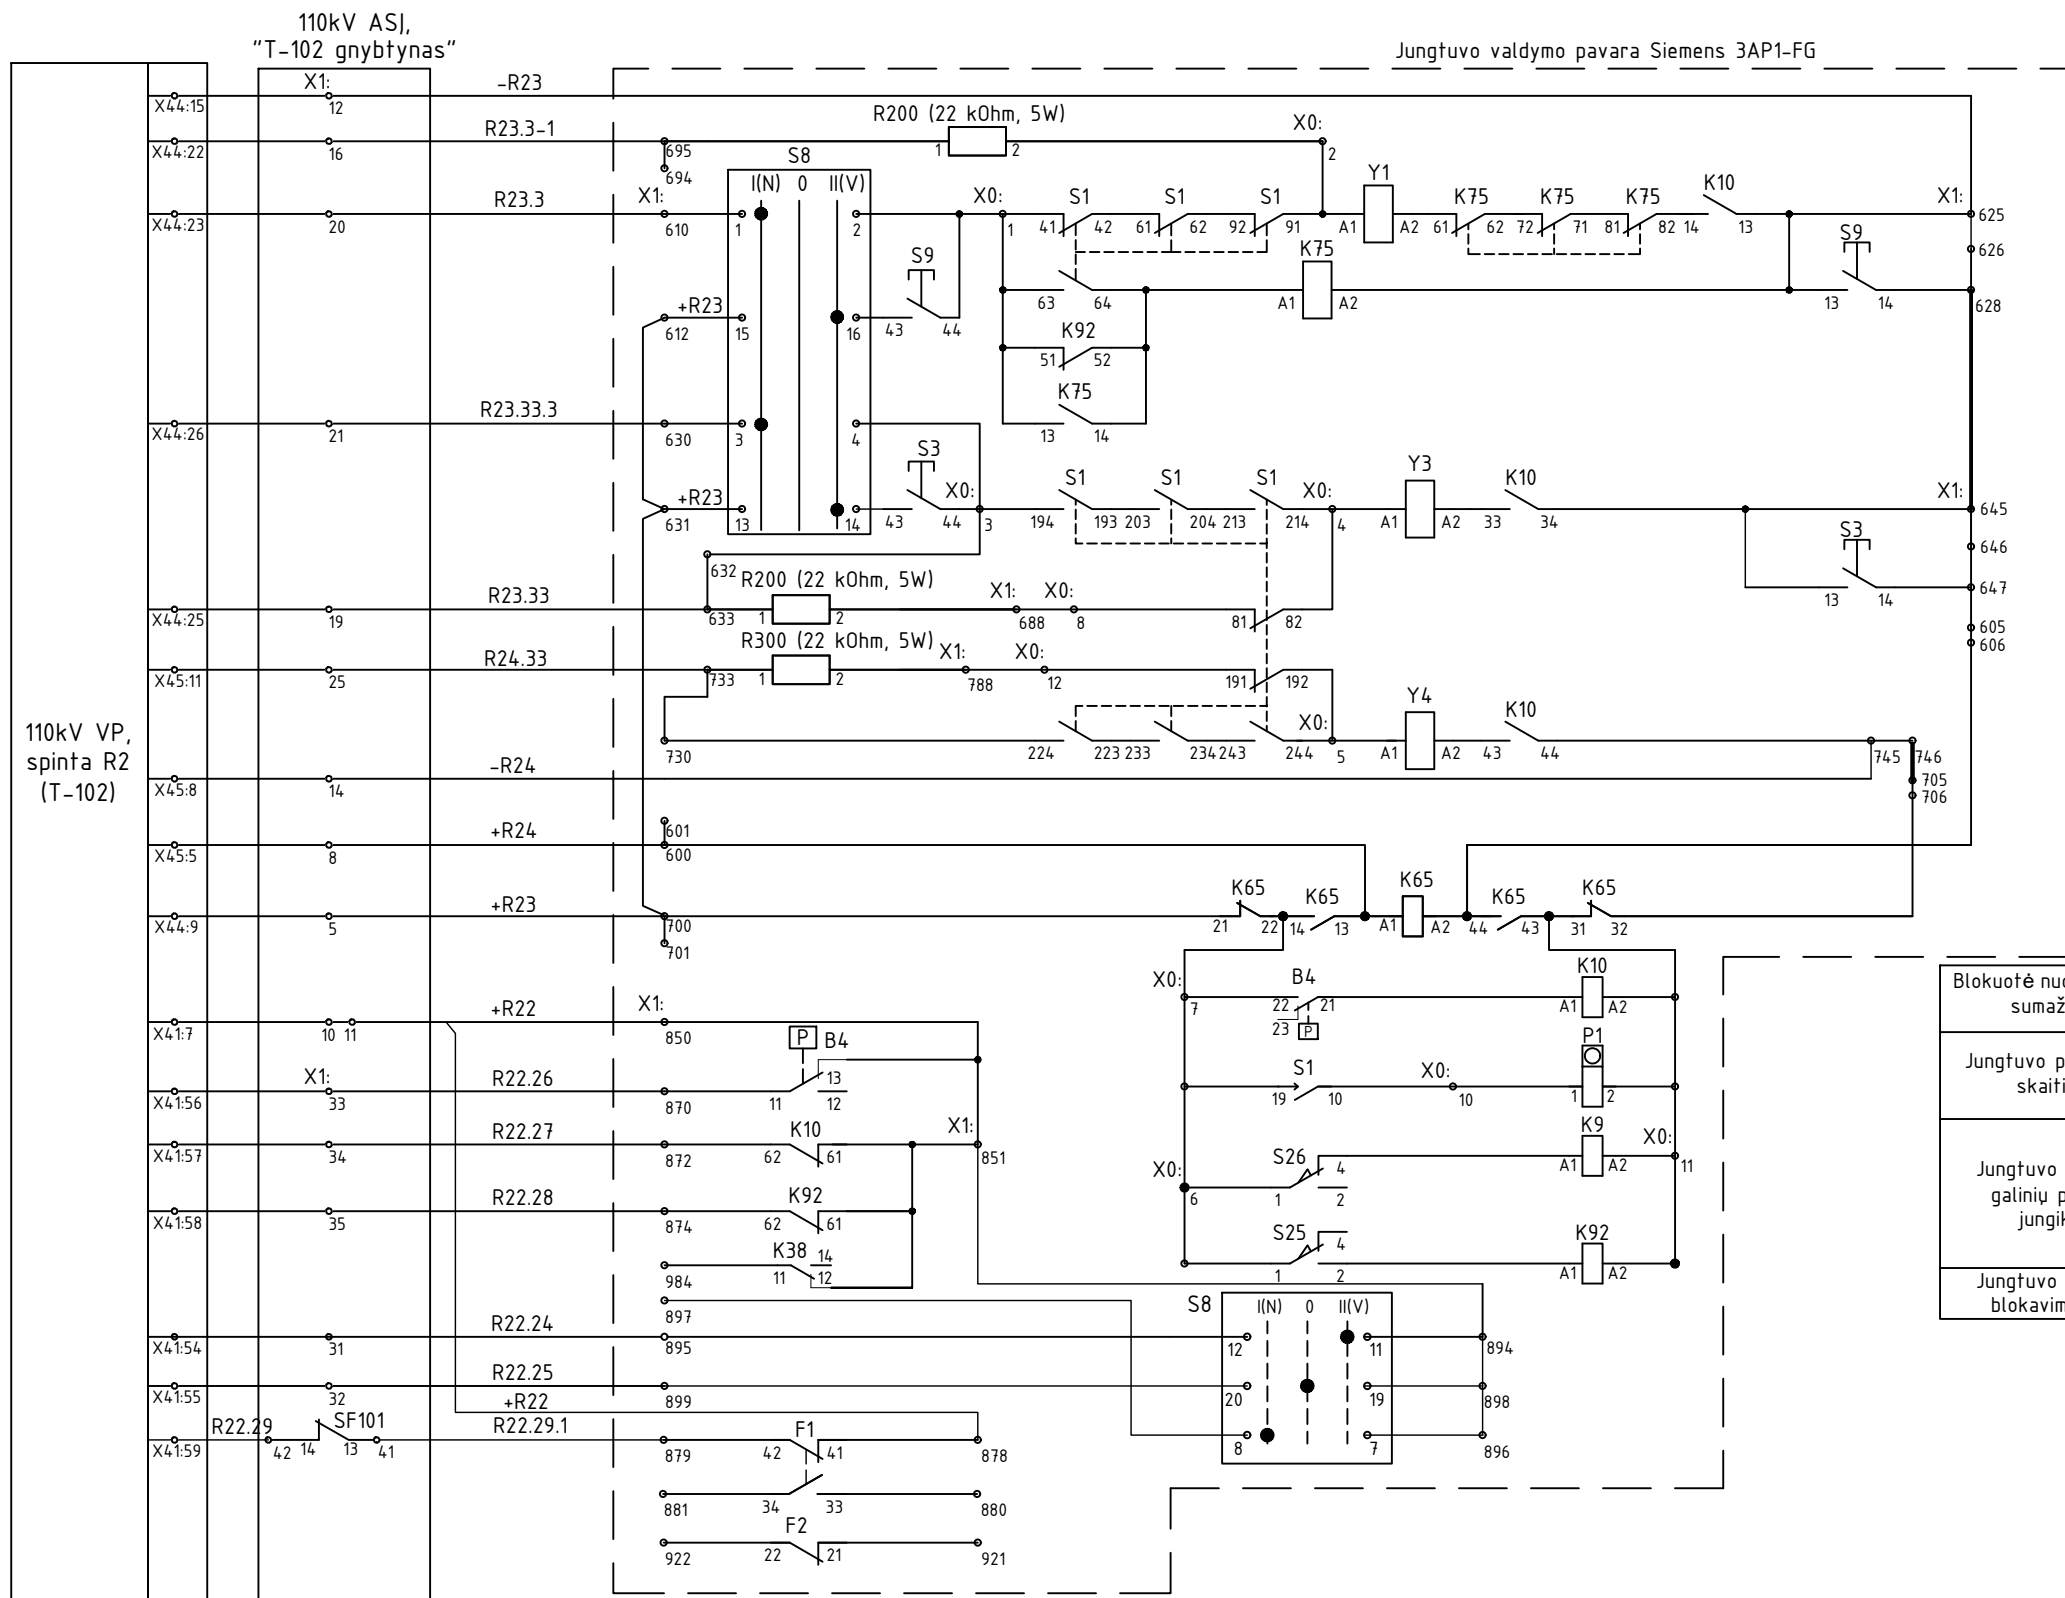 110kV ASĮ,
"T-102 gnybtynas"
Jungtuvo valdymo pavara Siemens 3AP1-FG
X44:15 X1: 12 -R23
X44:22 16 R23.3-1 695 694 R200 (22 kOhm, 5W) 1 2 X0: 2
S8 I(N) 0 II(V)
X44:23 20 R23.3 X1: 610 1 2 X0: 1 S1 41 42 S1 61 62 S1 92 91 Y1 A1 A2 K75 61 62 K75 72 71 K75 81 82 K10 14 13 X1: 625
626
S9 63 64 K75 A1 A2 S9 13 14 628
+R23 612 15 16 43 44
K92 51 52
K75 13 14
X44:26 21 R23.33.3 630 3 4
+R23 631 13 14 S3 43 44 X0: 3 S1 194 193 S1 203 204 S1 213 214 X0: 4 Y3 A1 A2 K10 33 34 X1: 645
646
S3 13 14 647
632
X44:25 19 R23.33 633 R200 (22 kOhm, 5W) 1 2 X1: 688 X0: 8 81 82
605
606
X45:11 25 R24.33 733 R300 (22 kOhm, 5W) 1 2 X1: 788 X0: 12 191 192
730 224 223 233 234 243 244 X0: 5 Y4 A1 A2 K10 43 44 745 746
110kV VP,
spinta R2
(T-102)
X45:8 14 -R24 705
706
601
X45:5 8 +R24 600
X44:9 5 +R23 700 K65 21 22 K65 14 13 K65 A1 A2 K65 44 43 K65 31 32
701
X0: 7 B4 22 21 23 P K10 A1 A2
X41:7 10 11 +R22 X1: 850
P B4
X41:56 X1: 33 R22.26 870 11 13 12 S1 19 10 X0: 10 P1 1 2
X41:57 34 R22.27 872 K10 62 61 X1: 851
X0: 6 S26 1 4 2 K9 A1 A2 X0: 11
X41:58 35 R22.28 874 K92 62 61
984 K38 11 14 12 S25 1 4 2 K92 A1 A2
897
S8 I(N) 0 II(V)
X41:54 31 R22.24 895 12 11 894
X41:55 32 R22.25 899 20 19 898
+R22
X41:59 R22.29 42 14 SF101 13 41 R22.29.1 879 F1 42 41 878 8 7 896
881 34 33 880
922 F2 22 21 921
Blokuotė nuo
sumaž
Jungtuvo p
skaiti
Jungtuvo
galinių p
jungik
Jungtuvo
blokavim